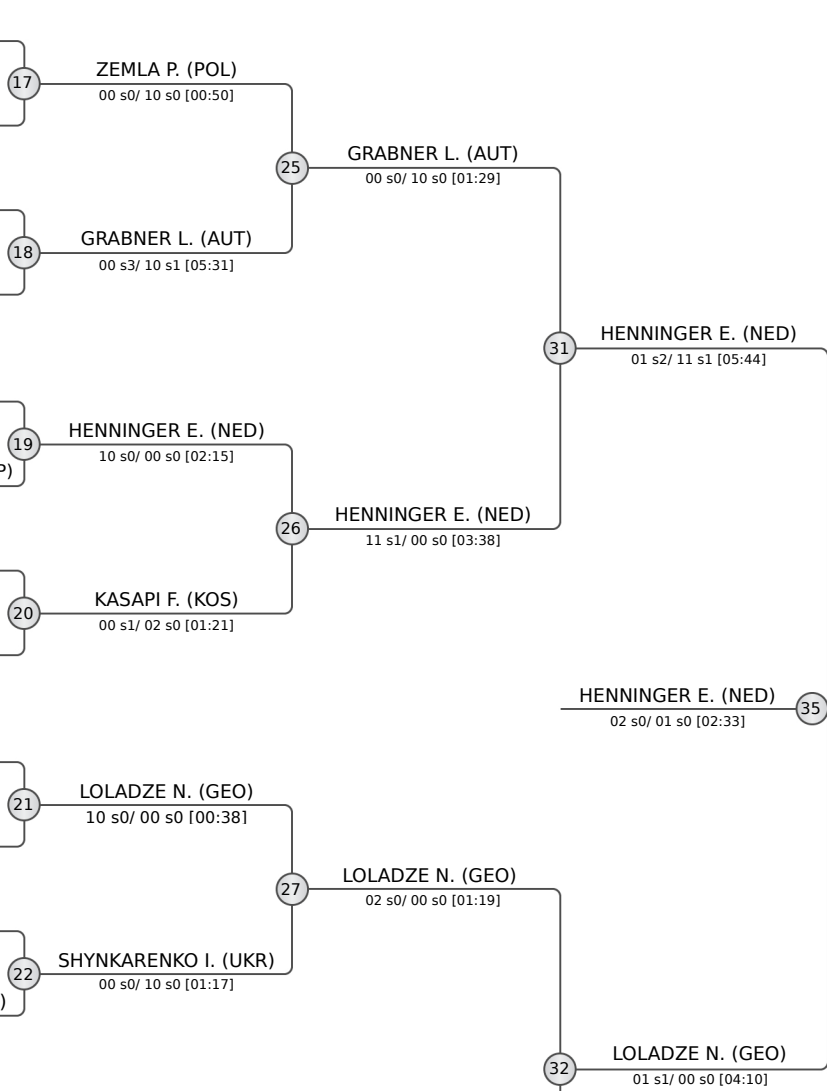 ZEMLA P. (POL)
17
00 s0/ 10 s0 [00:50]
GRABNER L. (AUT)
25
00 s0/ 10 s0 [01:29]
GRABNER L. (AUT)
18
00 s3/ 10 s1 [05:31]
HENNINGER E. (NED)
31
01 s2/ 11 s1 [05:44]
HENNINGER E. (NED)
19
10 s0/ 00 s0 [02:15]
P)
HENNINGER E. (NED)
26
11 s1/ 00 s0 [03:38]
KASAPI F. (KOS)
20
00 s1/ 02 s0 [01:21]
HENNINGER E. (NED)
35
02 s0/ 01 s0 [02:33]
LOLADZE N. (GEO)
21
10 s0/ 00 s0 [00:38]
LOLADZE N. (GEO)
27
02 s0/ 00 s0 [01:19]
SHYNKARENKO I. (UKR)
22
00 s0/ 10 s0 [01:17]
)
LOLADZE N. (GEO)
32
01 s1/ 00 s0 [04:10]